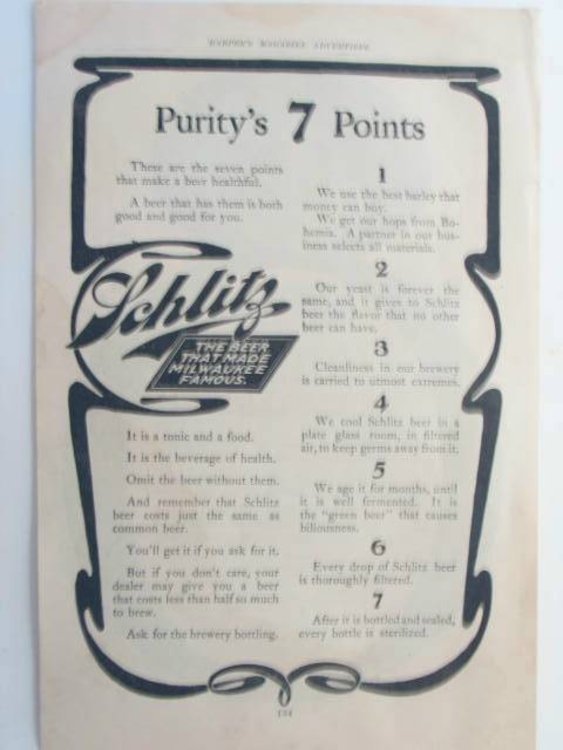 HARPER'S MAGAZINE ADVERTISER
Purity's 7 Points
These are the seven points
that make a beer healthful.
A beer that has them is both
good and good for you.
Schlitz
THE BEER
THAT MADE
MILWAUKEE
FAMOUS.
It is a tonic and a food.
It is the beverage of health.
Omit the beer without them.
And remember that Schlitz
beer costs just the same as
common beer.
You'll get it if you ask for it.
But if you don't care, your
dealer may give you a beer
that costs less than half so much
to brew.
Ask for the brewery bottling.
1
We use the best barley that
money can buy.
We get our hops from Bo-
hemia. A partner in our bus-
iness selects all materials.
2
Our yeast is forever the
same, and it gives to Schlitz
beer the flavor that no other
beer can have.
3
Cleanliness in our brewery
is carried to utmost extremes.
4
We cool Schlitz beer in a
plate glass room, in filtered
air, to keep germs away from it.
5
We age it for months, until
it is well fermented. It is
the "green beer" that causes
biliousness.
6
Every drop of Schlitz beer
is thoroughly filtered.
7
After it is bottled and sealed,
every bottle is sterilized.